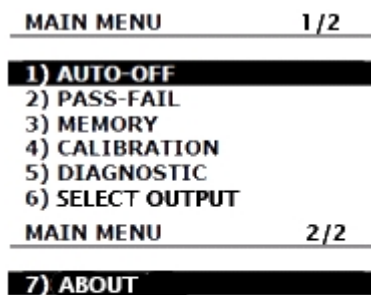 MAIN MENU 1/2
1) AUTO-OFF
2) PASS-FAIL
3) MEMORY
4) CALIBRATION
5) DIAGNOSTIC
6) SELECT OUTPUT
MAIN MENU 2/2
7) ABOUT